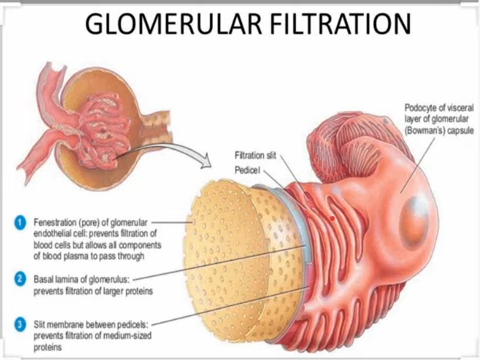 GLOMERULAR FILTRATION
Podocyte of visceral
layer of glomerular
(Bowman's) capsule
Filtration slit
Pedicel
1 Fenestration (pore) of glomerular
endothelial cell: prevents filtration of
blood cells but allows all components
of blood plasma to pass through
2 Basal lamina of glomerulus:
prevents filtration of larger proteins
3 Slit membrane between pedicels:
prevents filtration of medium-sized
proteins